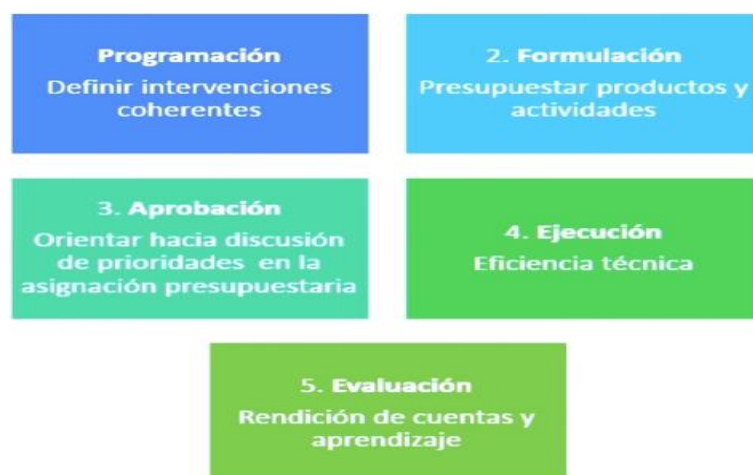 Programación
Definir intervenciones
coherentes
2. Formulación
Presupuestar productos y
actividades
3. Aprobación
Orientar hacia discusión
de prioridades en la
asignación presupuestaria
4. Ejecución
Eficiencia técnica
5. Evaluación
Rendición de cuentas y
aprendizaje